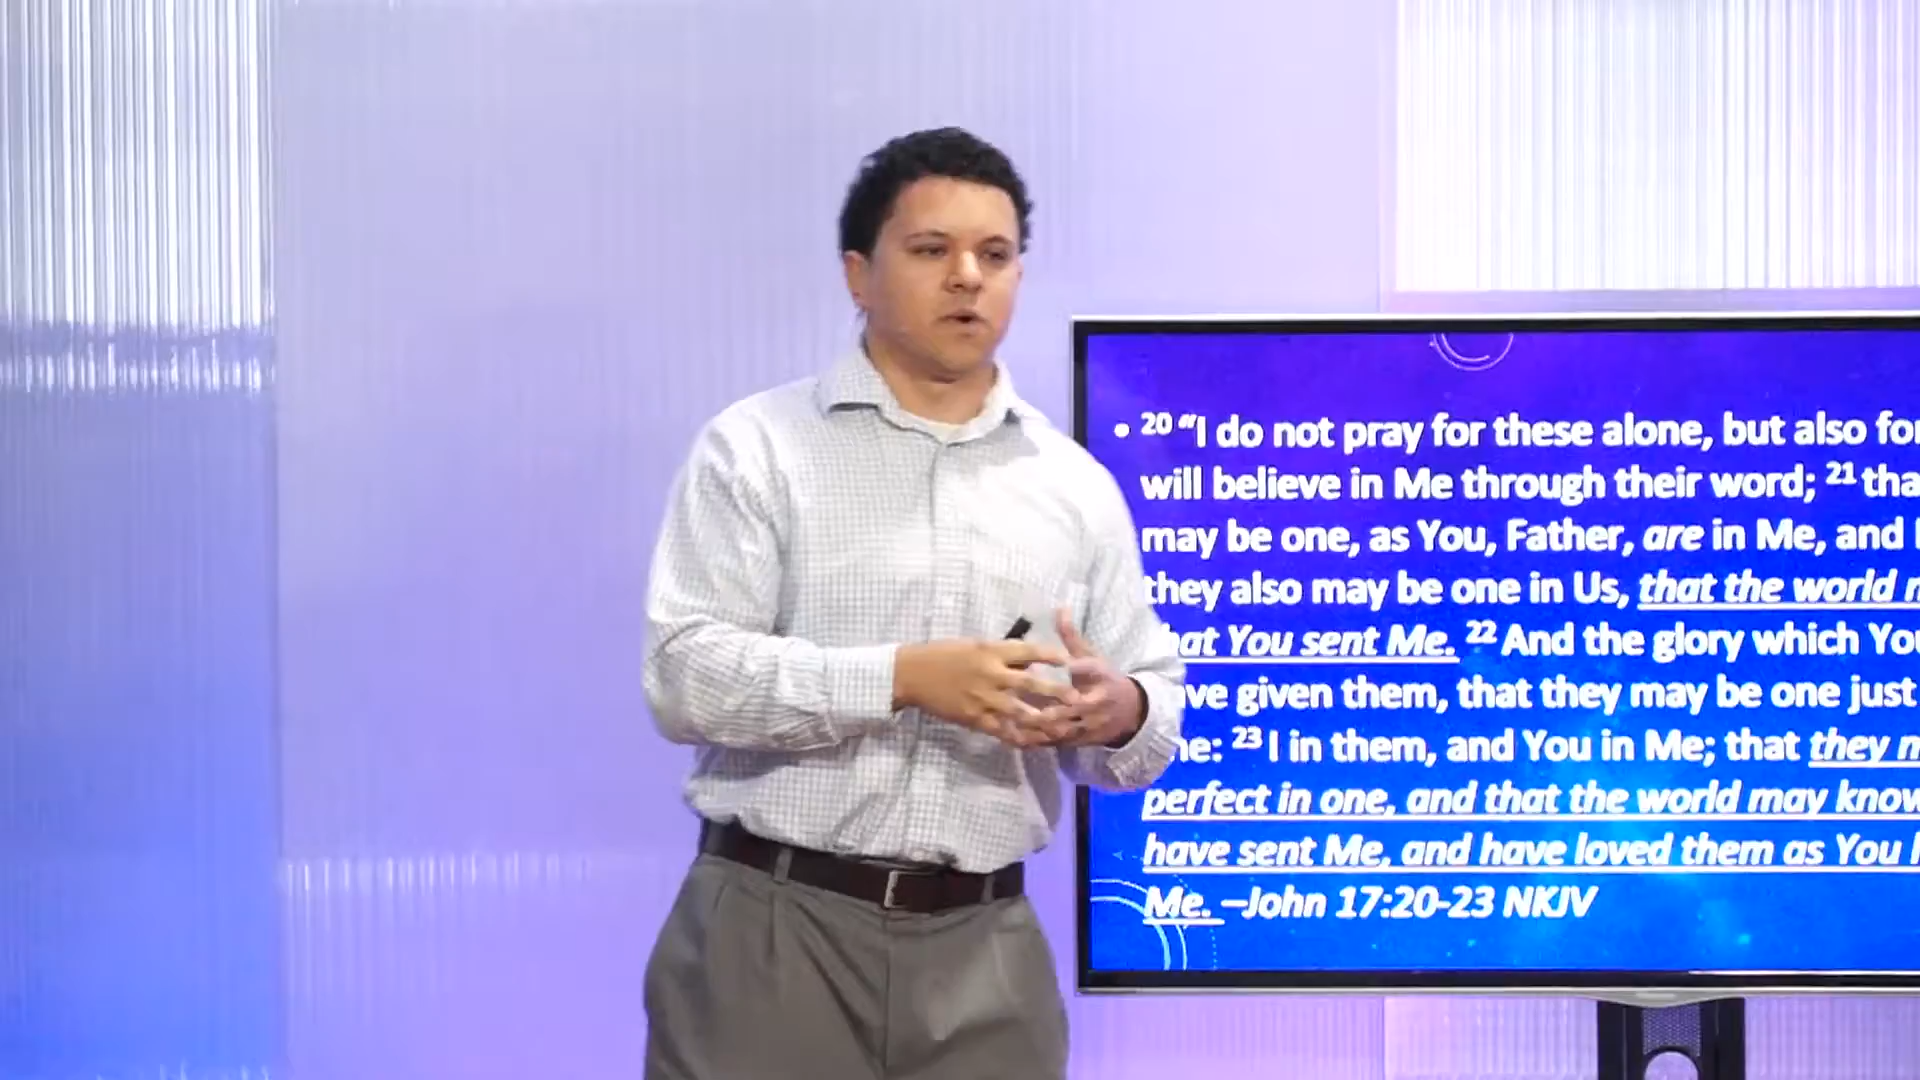 • 20 “I do not pray for these alone, but also for
will believe in Me through their word; 21 tha
may be one, as You, Father, are in Me, and I
they also may be one in Us, that the world
hat You sent Me. 22 And the glory which You
ve given them, that they may be one just
ne: 23 I in them, and You in Me; that they
perfect in one, and that the world may know
have sent Me, and have loved them as You
Me. –John 17:20-23 NKJV